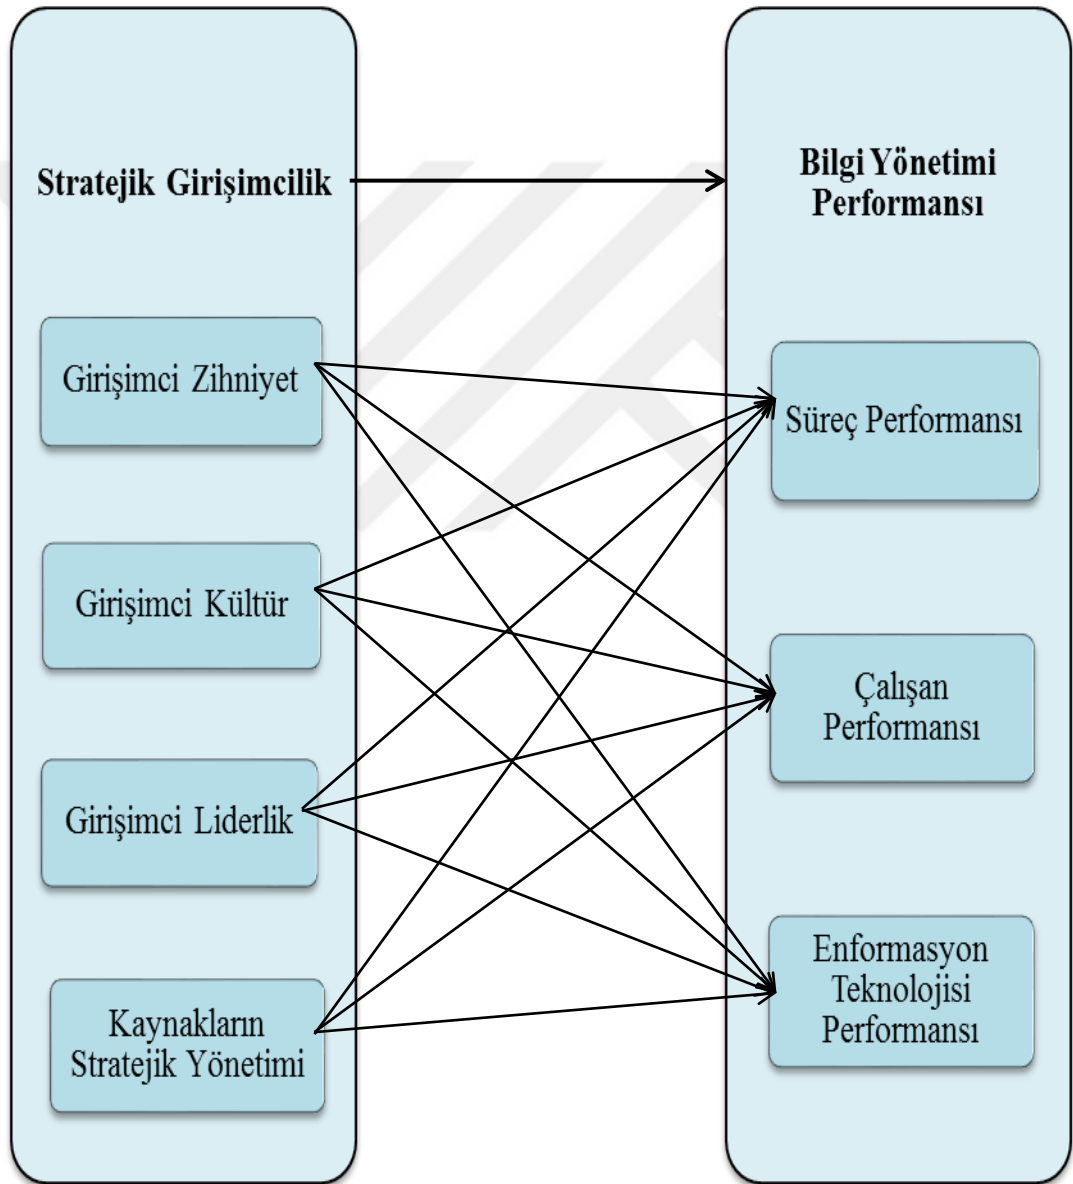 Stratejik Girişimcilik
Girişimci Zihniyet
Girişimci Kültür
Girişimci Liderlik
Kaynakların
Stratejik Yönetimi
Bilgi Yönetimi
Performansı
Süreç Performansı
Çalışan
Performansı
Enformasyon
Teknolojisi
Performansı